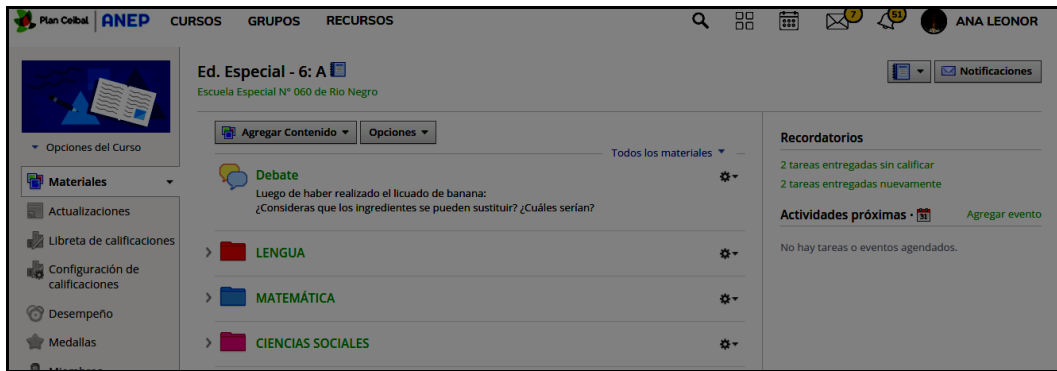 Plan Ceibal ANEP CURSOS GRUPOS RECURSOS 7 51 ANA LEONOR
Ed. Especial - 6: A
Escuela Especial N° 060 de Rio Negro
Notificaciones
Opciones del Curso
Materiales
Actualizaciones
Libreta de calificaciones
Configuración de
calificaciones
Desempeño
Medallas
Miembros
Agregar Contenido Opciones
Todos los materiales
Debate
Luego de haber realizado el licuado de banana:
¿Consideras que los ingredientes se pueden sustituir? ¿Cuáles serían?
LENGUA
MATEMÁTICA
CIENCIAS SOCIALES
Recordatorios
2 tareas entregadas sin calificar
2 tareas entregadas nuevamente
Actividades próximas · 31 Agregar evento
No hay tareas o eventos agendados.